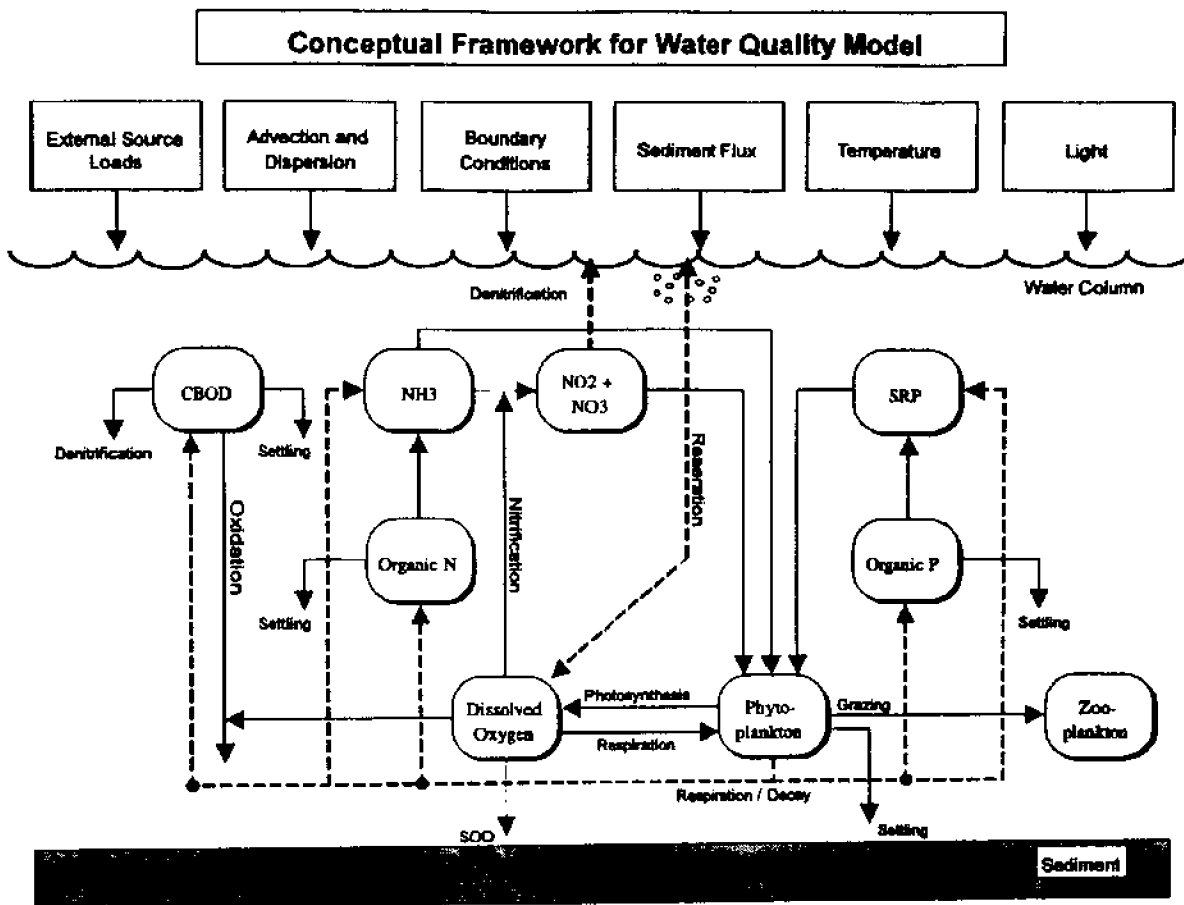 Conceptual Framework for Water Quality Model
External Source
Loads
Advection and
Dispersion
Boundary
Conditions
Sediment Flux
Temperature
Light
Denitrification
Water Column
CBOD
NH3
NO2 +
NO3
SRP
Denitrification
Settling
Oxidation
Nitrification
Reaeration
Organic N
Organic P
Settling
Settling
Dissolved
Oxygen
Photosynthesis
Respiration
Phyto-
plankton
Grazing
Zoo-
plankton
Respiration / Decay
Settling
SOD
Sediment